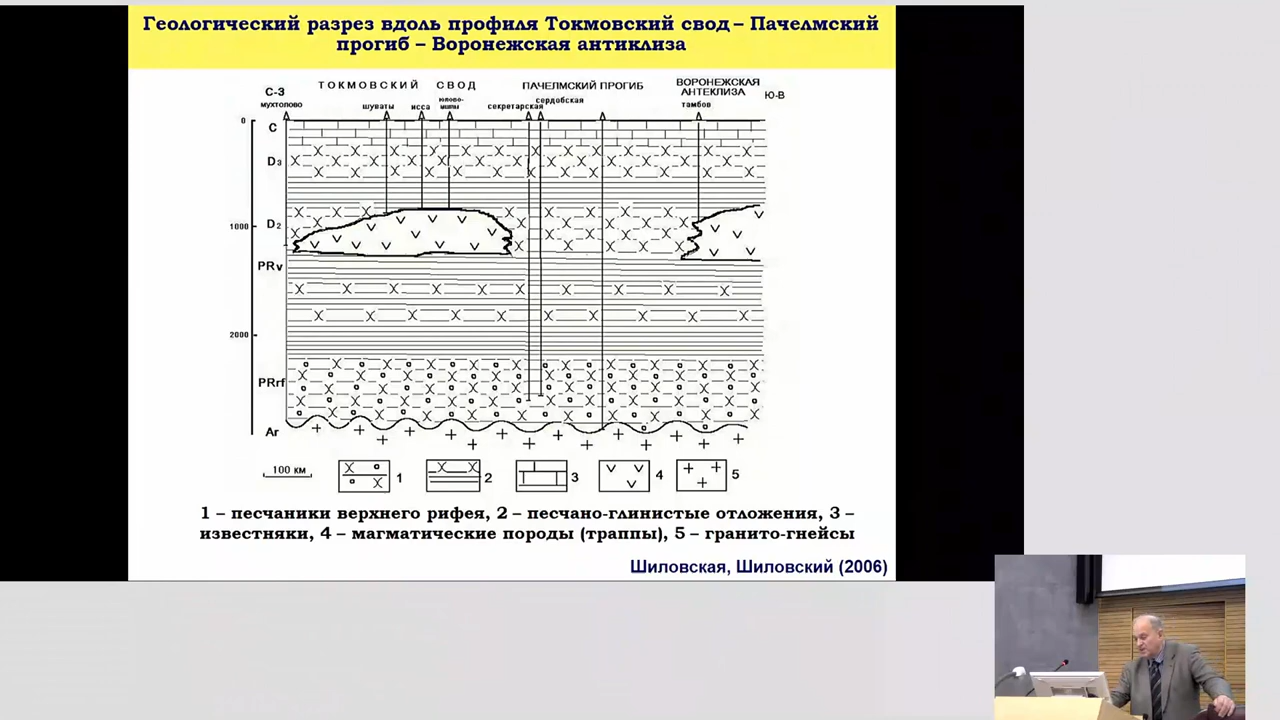 Геологический разрез вдоль профиля Токмовский свод – Пачелмский
прогиб – Воронежская антиклиза
С-З
ТОКМОВСКИЙ СВОД
ПАЧЕЛМСКИЙ ПРОГИБ
ВОРОНЕЖСКАЯ
АНТЕКЛИЗА
Ю-В
мухтолово
шуваты
исса
секретарская
сердобская
тамбов
0
C
D3
1000
D2
PRv
2000
PRrf
Ar
100 км
1
2
3
4
5
1 – песчаники верхнего рифея, 2 – песчано-глинистые отложения, 3 –
известняки, 4 – магматические породы (траппы), 5 – гранито-гнейсы
Шиловская, Шиловский (2006)